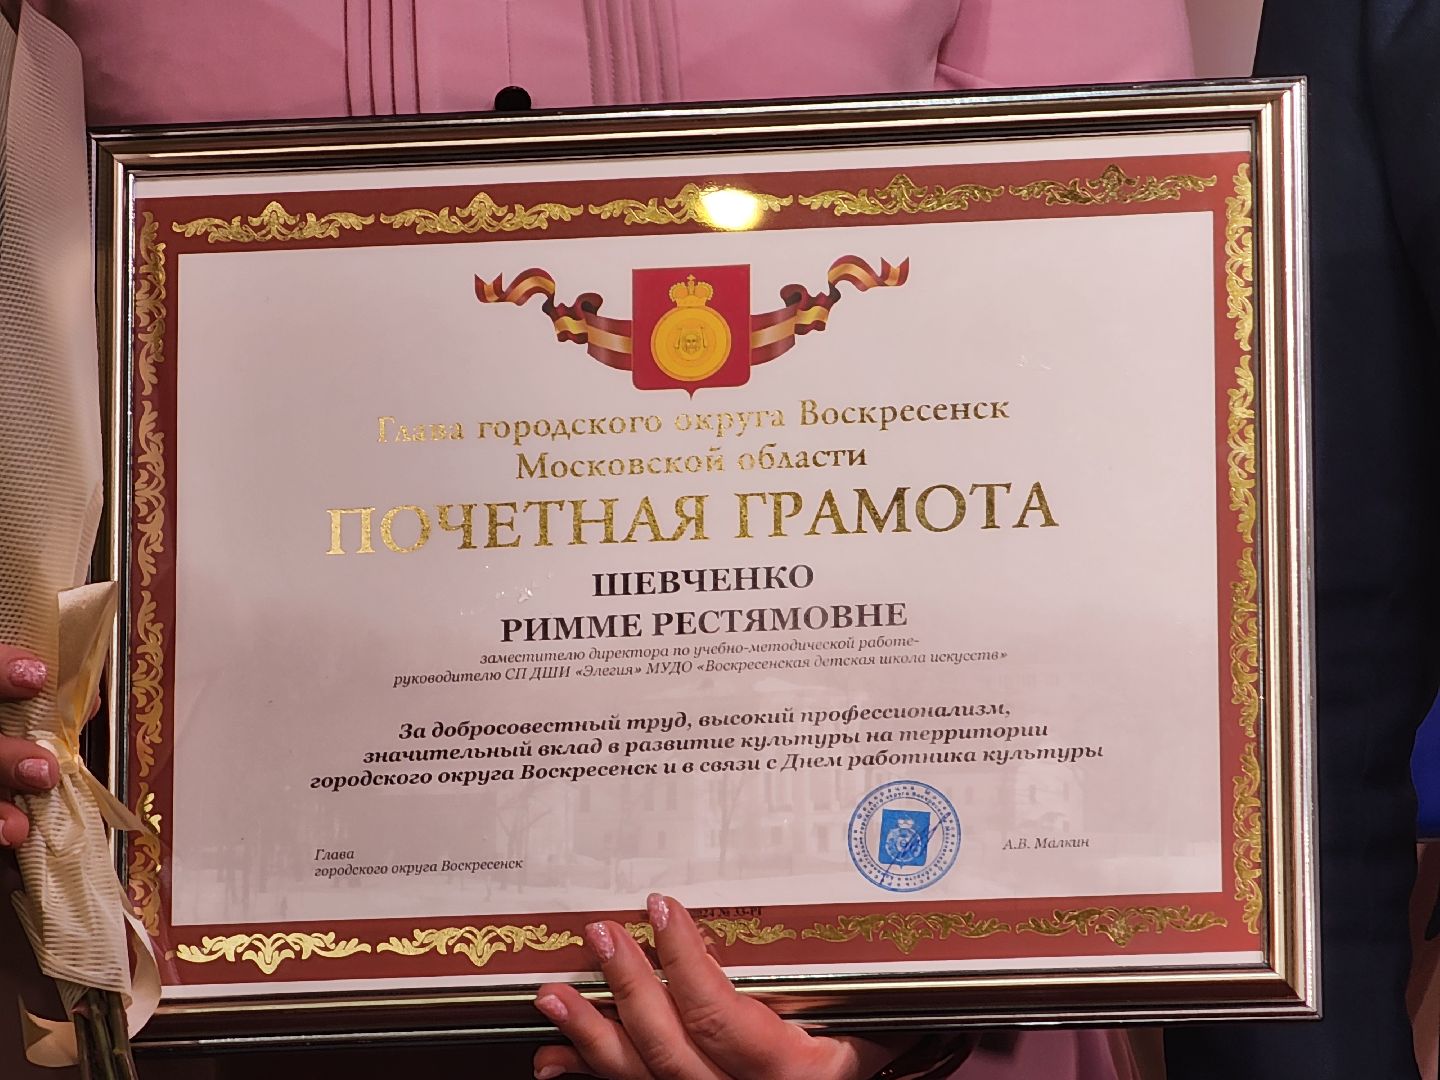 Глава городского округа Воскресенск
Московской области
ПОЧЕТНАЯ ГРАМОТА
ШЕВЧЕНКО
РИММЕ РЕСТЯМОВНЕ
заместителю директора по учебно-методической работе-
руководителю СП ДШИ «Элегия» МУДО «Воскресенская детская школа искусств»
За добросовестный труд, высокий профессионализм,
значительный вклад в развитие культуры на территории
городского округа Воскресенск и в связи с Днем работника культуры
Глава
городского округа Воскресенск
А.В. Малкин